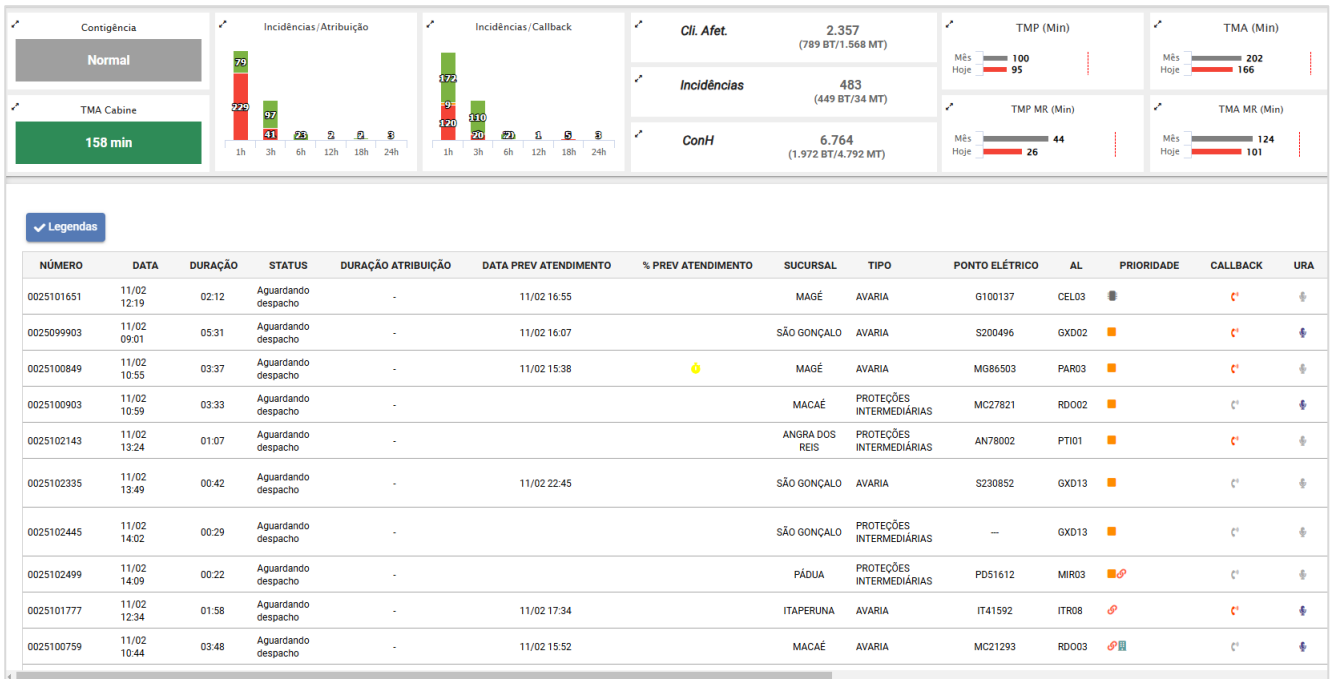 Contigência
Normal
TMA Cabine
158 min
Incidências/Atribuição
79
229
97
41
23
2
2
3
1h 3h 6h 12h 18h 24h
Incidências/Callback
172
9
120
110
20
1
5
3
1h 3h 6h 12h 18h 24h
Cli. Afet. 2.357
(789 BT/1.568 MT)
Incidências 483
(449 BT/34 MT)
ConH 6.764
(1.972 BT/4.792 MT)
TMP (Min)
Mês 100
Hoje 95
TMA (Min)
Mês 202
Hoje 166
TMP MR (Min)
Mês 44
Hoje 26
TMA MR (Min)
Mês 124
Hoje 101
Legendas
NÚMERO DATA DURAÇÃO STATUS DURAÇÃO ATRIBUIÇÃO DATA PREV ATENDIMENTO % PREV ATENDIMENTO SUCURSAL TIPO PONTO ELÉTRICO AL PRIORIDADE CALLBACK URA
0025101651 11/02 12:19 02:12 Aguardando despacho - 11/02 16:55 MAGÉ AVARIA G100137 CEL03
0025099903 11/02 09:01 05:31 Aguardando despacho - 11/02 16:07 SÃO GONÇALO AVARIA S200496 GXD02
0025100849 11/02 10:55 03:37 Aguardando despacho - 11/02 15:38 MAGÉ AVARIA MG86503 PAR03
0025100903 11/02 10:59 03:33 Aguardando despacho - MACAÉ PROTEÇÕES INTERMEDIÁRIAS MC27821 RDO02
0025102143 11/02 13:24 01:07 Aguardando despacho - ANGRA DOS REIS PROTEÇÕES INTERMEDIÁRIAS AN78002 PTI01
0025102335 11/02 13:49 00:42 Aguardando despacho - 11/02 22:45 SÃO GONÇALO AVARIA S230852 GXD13
0025102445 11/02 14:02 00:29 Aguardando despacho - SÃO GONÇALO PROTEÇÕES INTERMEDIÁRIAS --- GXD13
0025102499 11/02 14:09 00:22 Aguardando despacho - PÁDUA PROTEÇÕES INTERMEDIÁRIAS PD51612 MIR03
0025101777 11/02 12:34 01:58 Aguardando despacho - 11/02 17:34 ITAPERUNA AVARIA IT41592 ITR08
0025100759 11/02 10:44 03:48 Aguardando despacho - 11/02 15:52 MACAÉ AVARIA MC21293 RDO03